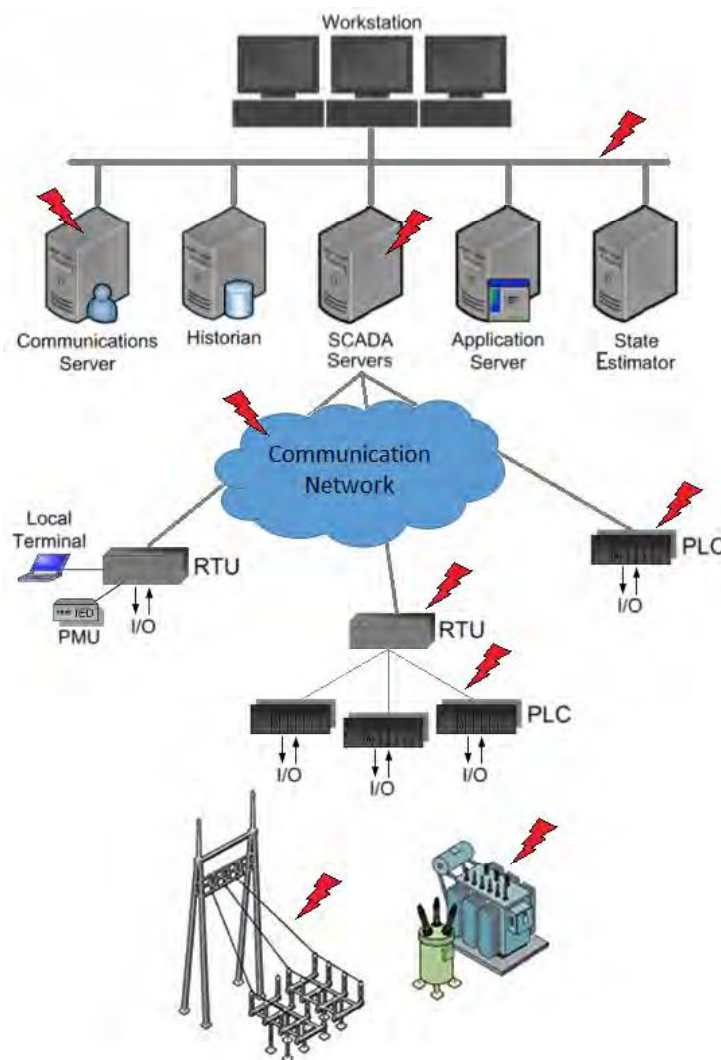 Workstation
Communications
Server
Historian
SCADA
Servers
Application
Server
State
Estimator
Communication
Network
Local
Terminal
RTU
PLC
IED
PMU
I/O
I/O
RTU
PLC
I/O
I/O
I/O